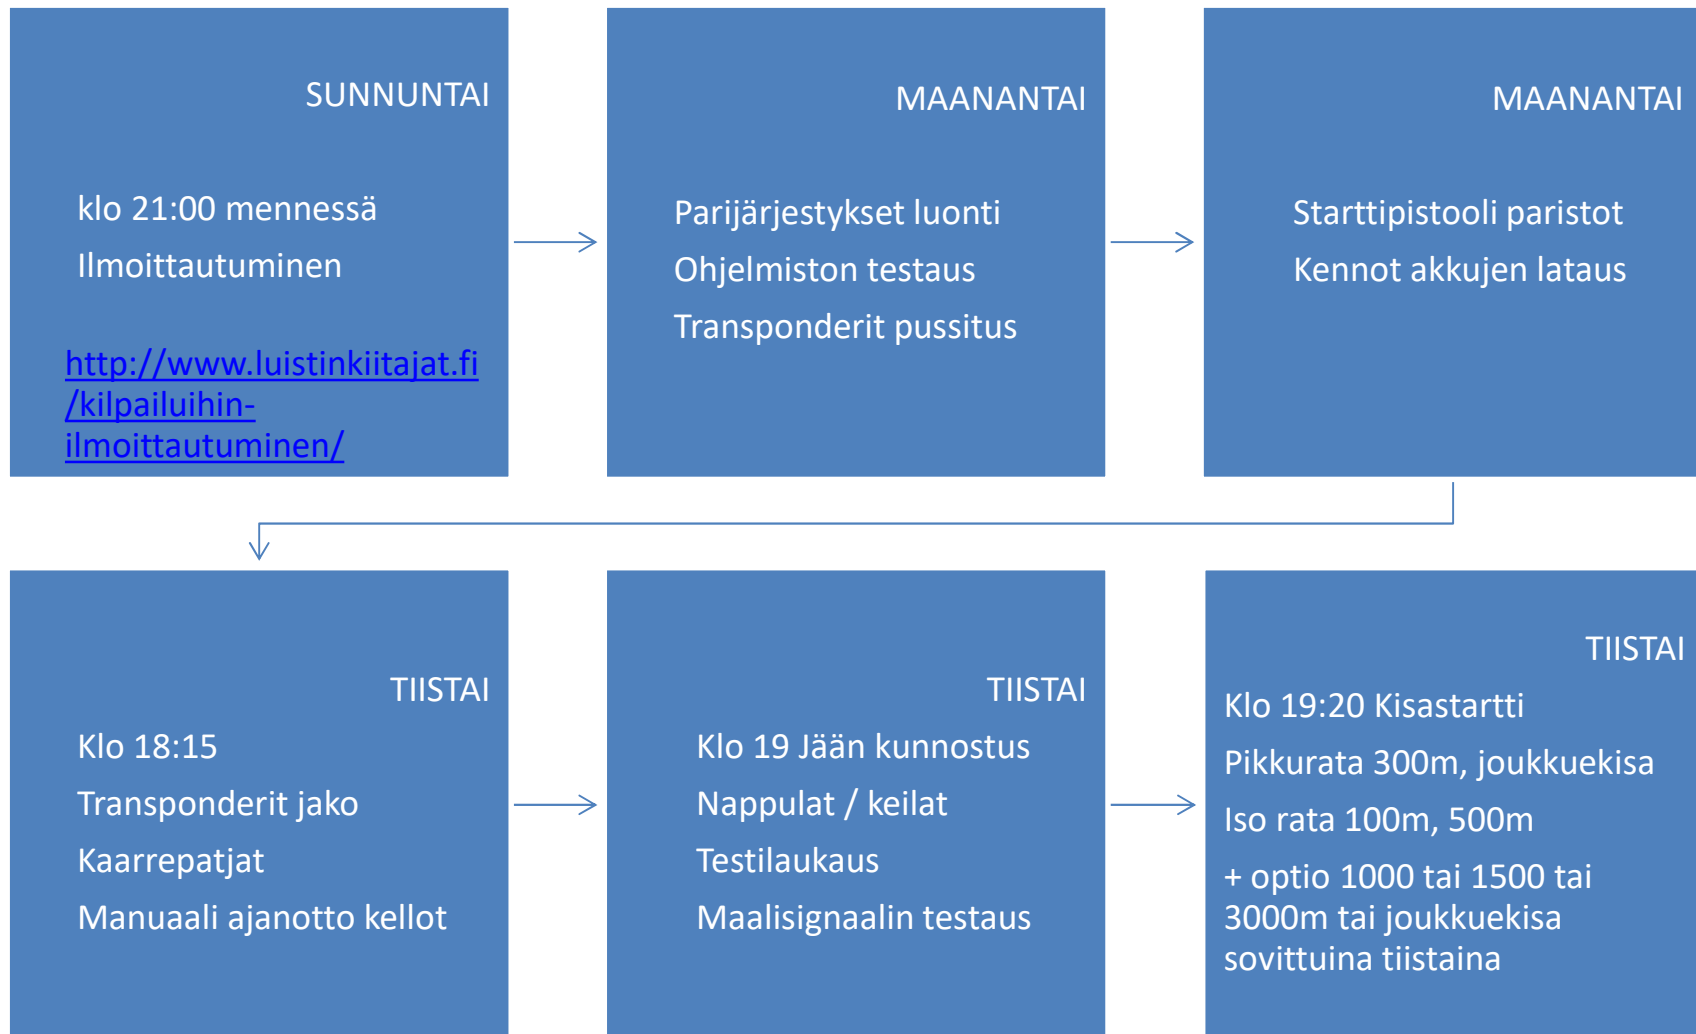 SUNNUNTAI
klo 21:00 mennessä
Ilmoittautuminen
http://www.luistinkiitajat.fi
/kilpailuihin-
ilmoittautuminen/
MAANANTAI
Parijärjestykset luonti
Ohjelmiston testaus
Transponderit pussitus
MAANANTAI
Starttipistooli paristot
Kennot akkujen lataus
TIISTAI
Klo 18:15
Transponderit jako
Kaarrepatjat
Manuaali ajanotto kellot
TIISTAI
Klo 19 Jään kunnostus
Nappulat / keilat
Testilaukaus
Maalisignaalin testaus
TIISTAI
Klo 19:20 Kisastartti
Pikkurata 300m, joukkuekisa
Iso rata 100m, 500m
+ optio 1000 tai 1500 tai
3000m tai joukkuekisa
sovittuina tiistaina